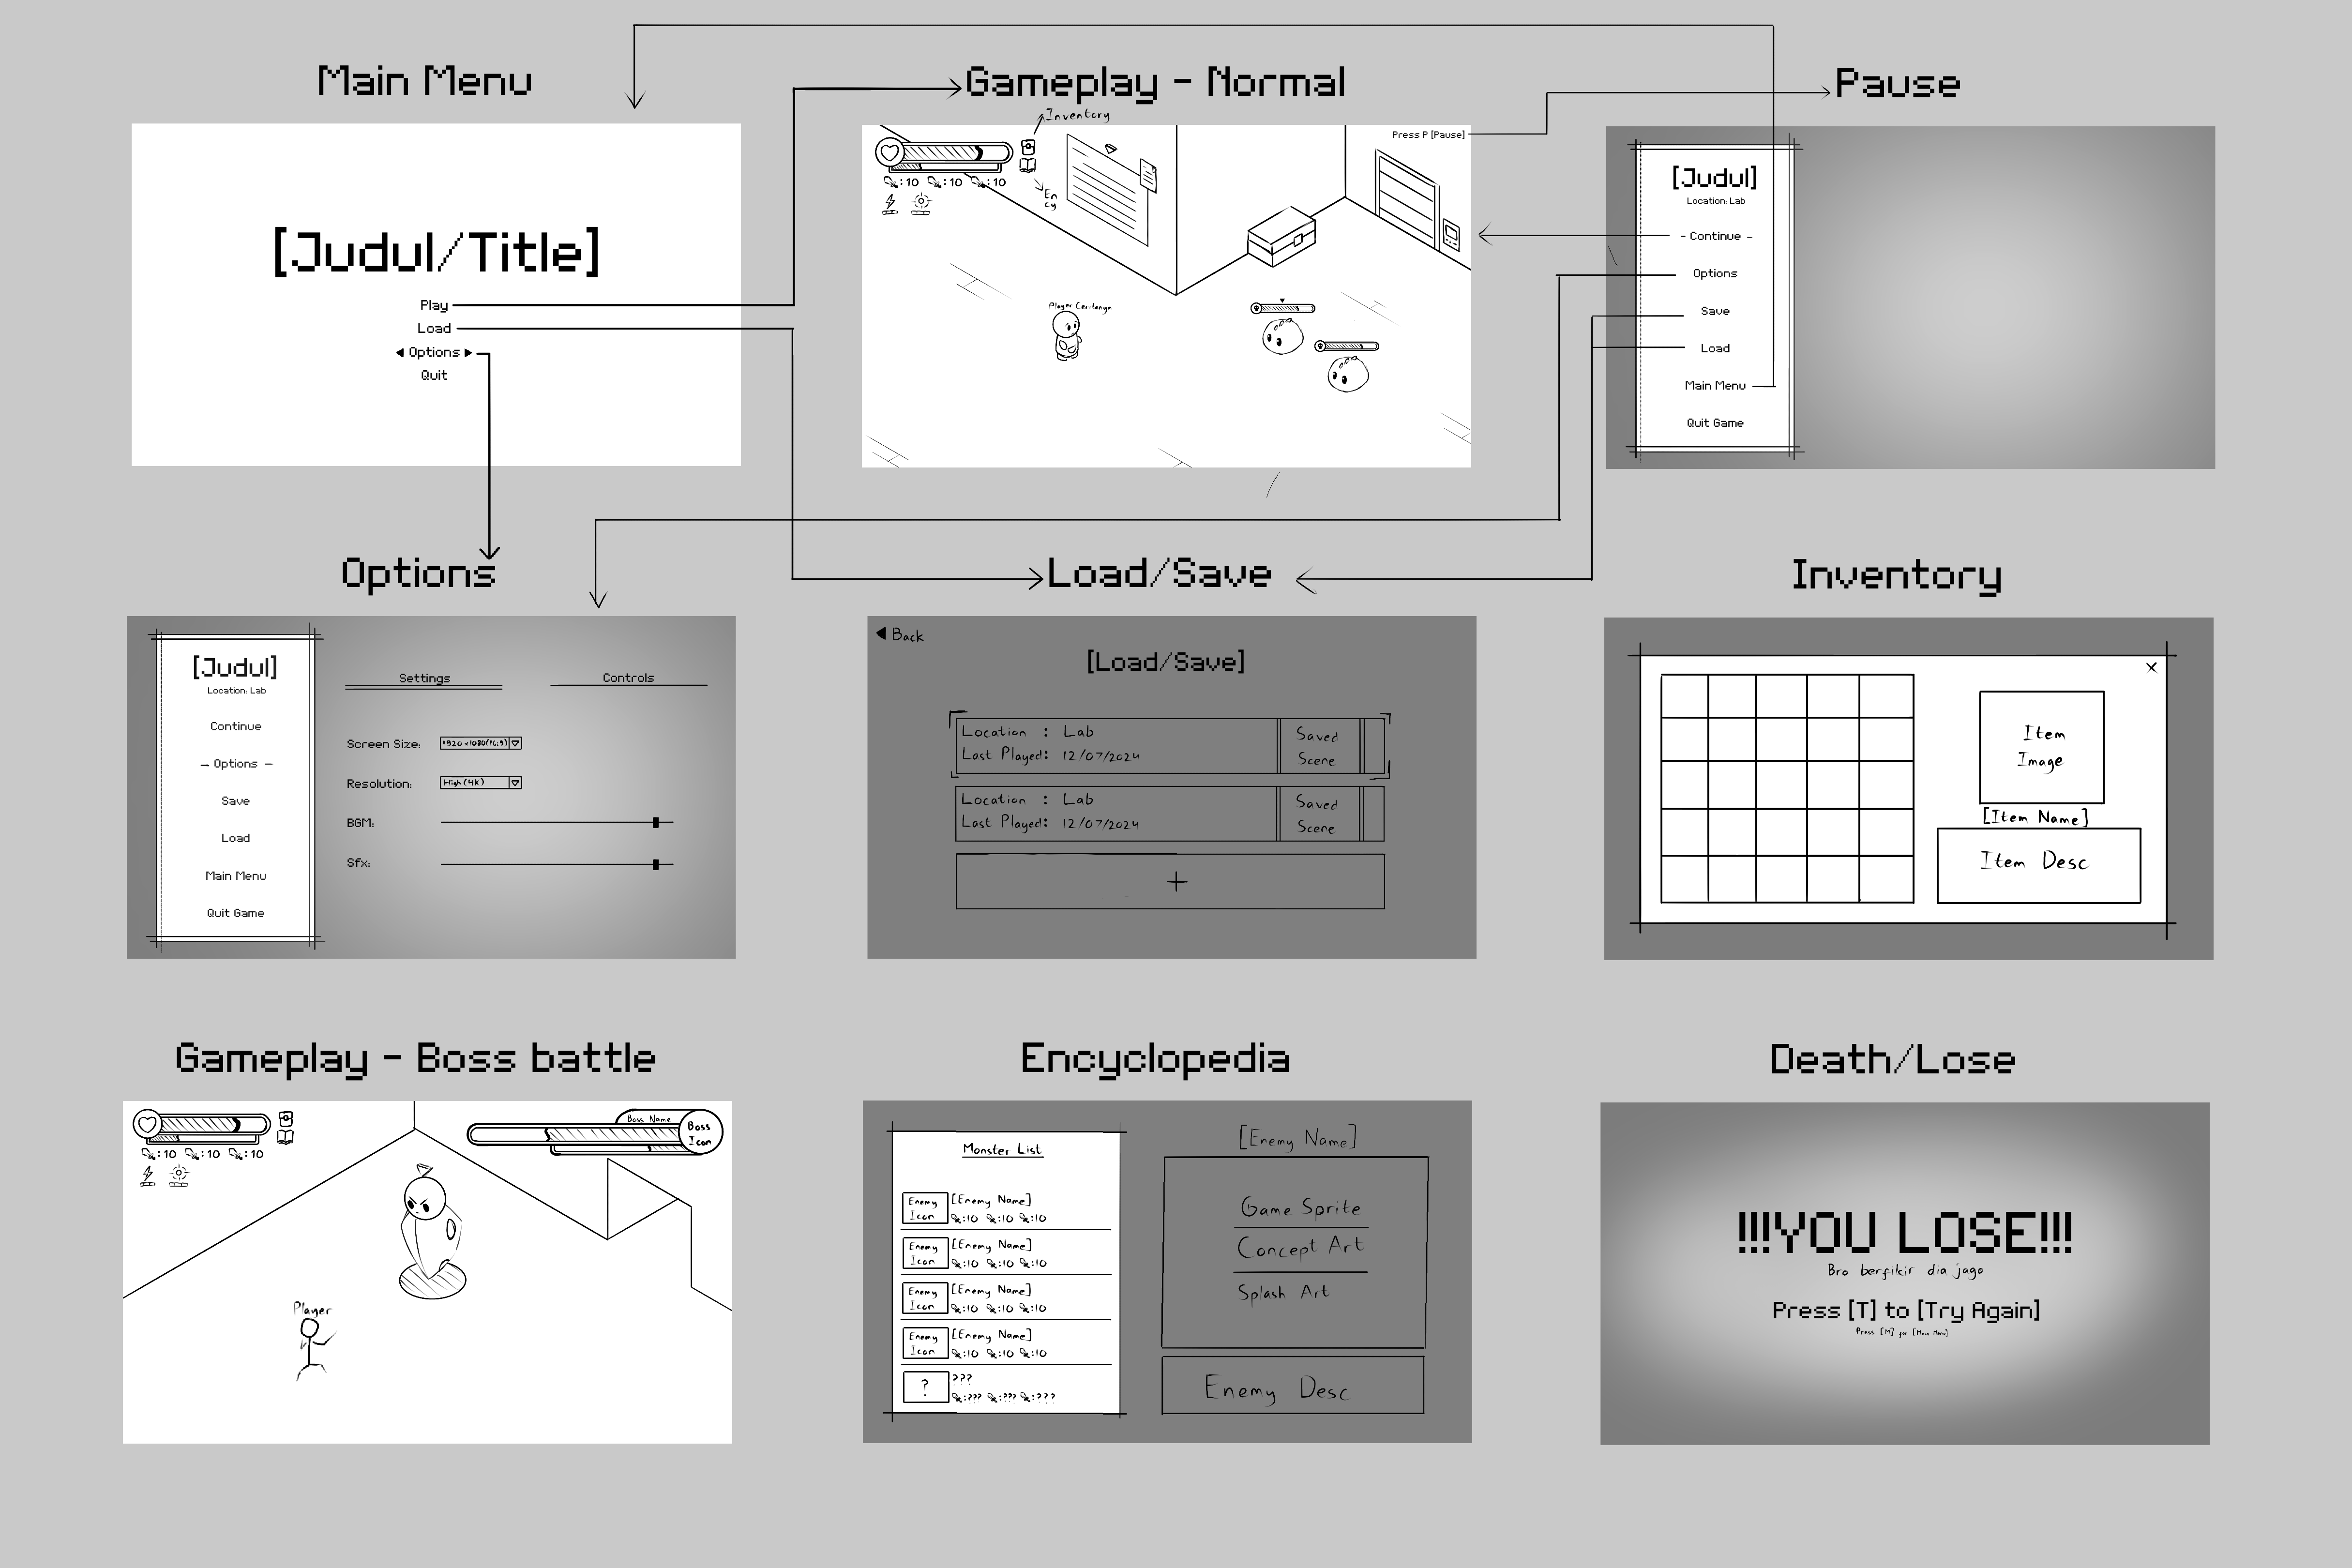 Main Menu
[Judul/Title]
Play
Load
Options
Quit
Gameplay - Normal
Inventory
Press P [Pause]
:10 :10 :10
En
cy
Player
Pause
[Judul]
Location: Lab
- Continue -
Options
Save
Load
Main Menu
Quit Game
Options
[Judul]
Location: Lab
Continue
- Options -
Save
Load
Main Menu
Quit Game
Settings
Controls
Screen Size: 1920x1080(16:9)
Resolution: High (4K)
BGM:
Sfx:
Load/Save
Back
[Load/Save]
Location : Lab
Last Played: 12/07/2024
Saved
Scene
Location : Lab
Last Played: 12/07/2024
Saved
Scene
+
Inventory
X
Item
Image
[Item Name]
Item Desc
Gameplay - Boss battle
:10 :10 :10
Boss Name
Boss
Icon
Player
Encyclopedia
Monster List
Enemy
Icon
[Enemy Name]
:10 :10 :10
Enemy
Icon
[Enemy Name]
:10 :10 :10
Enemy
Icon
[Enemy Name]
:10 :10 :10
Enemy
Icon
[Enemy Name]
:10 :10 :10
?
???
:??? :??? :???
[Enemy Name]
Game Sprite
Concept Art
Splash Art
Enemy Desc
Death/Lose
!!!YOU LOSE!!!
Bro berfikir dia jago
Press [T] to [Try Again]
Press [M] for [Main Menu]